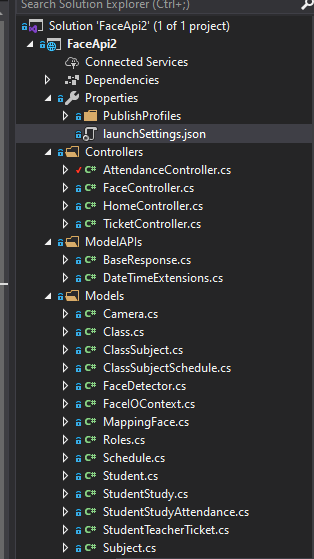 Search Solution Explorer (Ctrl+;)
Solution 'FaceApi2' (1 of 1 project)
FaceApi2
Connected Services
Dependencies
Properties
PublishProfiles
launchSettings.json
Controllers
C# AttendanceController.cs
C# FaceController.cs
C# HomeController.cs
C# TicketController.cs
ModelAPIs
C# BaseResponse.cs
C# DateTimeExtensions.cs
Models
C# Camera.cs
C# Class.cs
C# ClassSubject.cs
C# ClassSubjectSchedule.cs
C# FaceDetector.cs
C# FaceIOContext.cs
C# MappingFace.cs
C# Roles.cs
C# Schedule.cs
C# Student.cs
C# StudentStudy.cs
C# StudentStudyAttendance.cs
C# StudentTeacherTicket.cs
C# Subject.cs